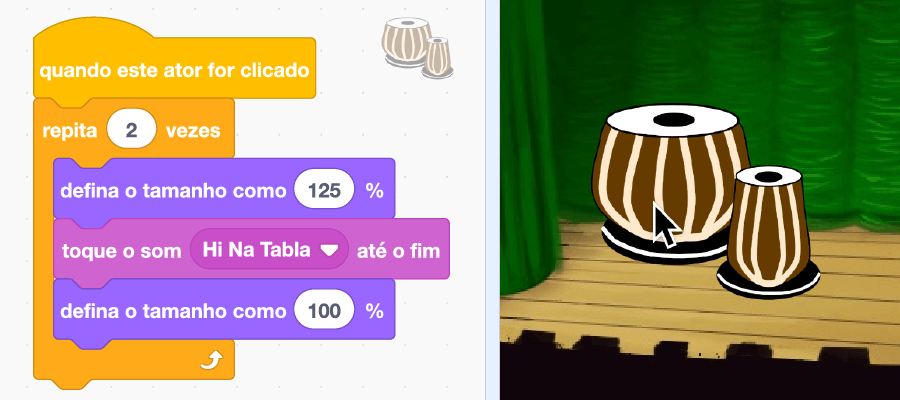 quando este ator for clicado
repita 2 vezes
defina o tamanho como 125 %
toque o som Hi Na Tabla até o fim
defina o tamanho como 100 %